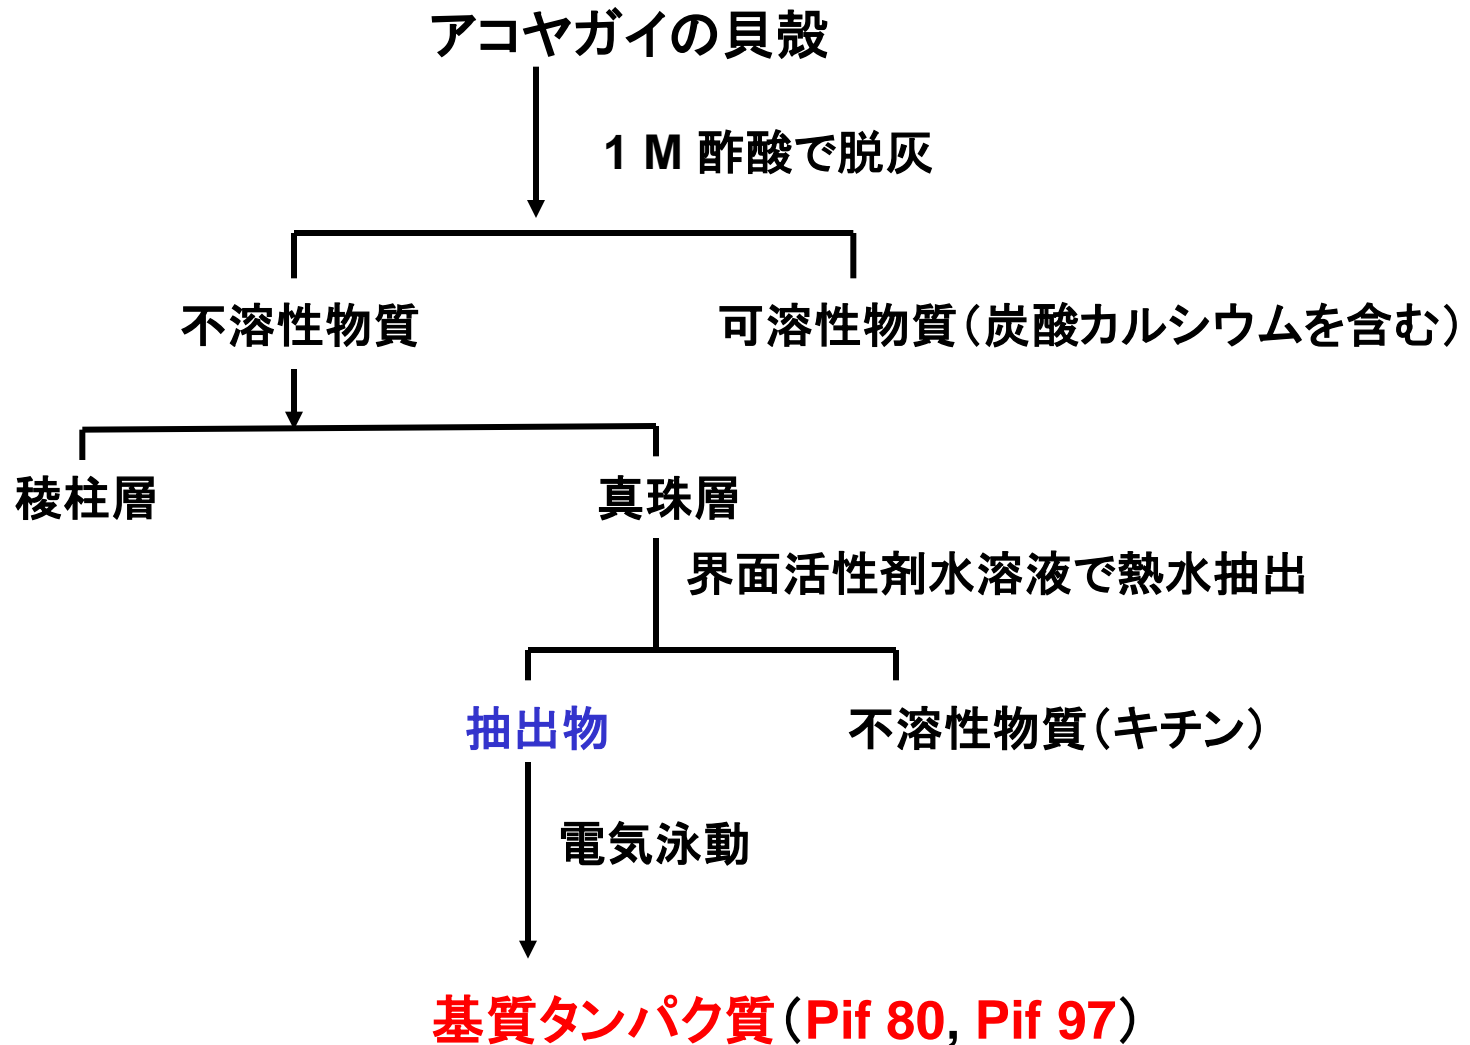 アコヤガイの貝殻
1 M 酢酸で脱灰
不溶性物質
可溶性物質（炭酸カルシウムを含む）
稜柱層
真珠層
界面活性剤水溶液で熱水抽出
抽出物
不溶性物質（キチン）
電気泳動
基質タンパク質（Pif 80, Pif 97）